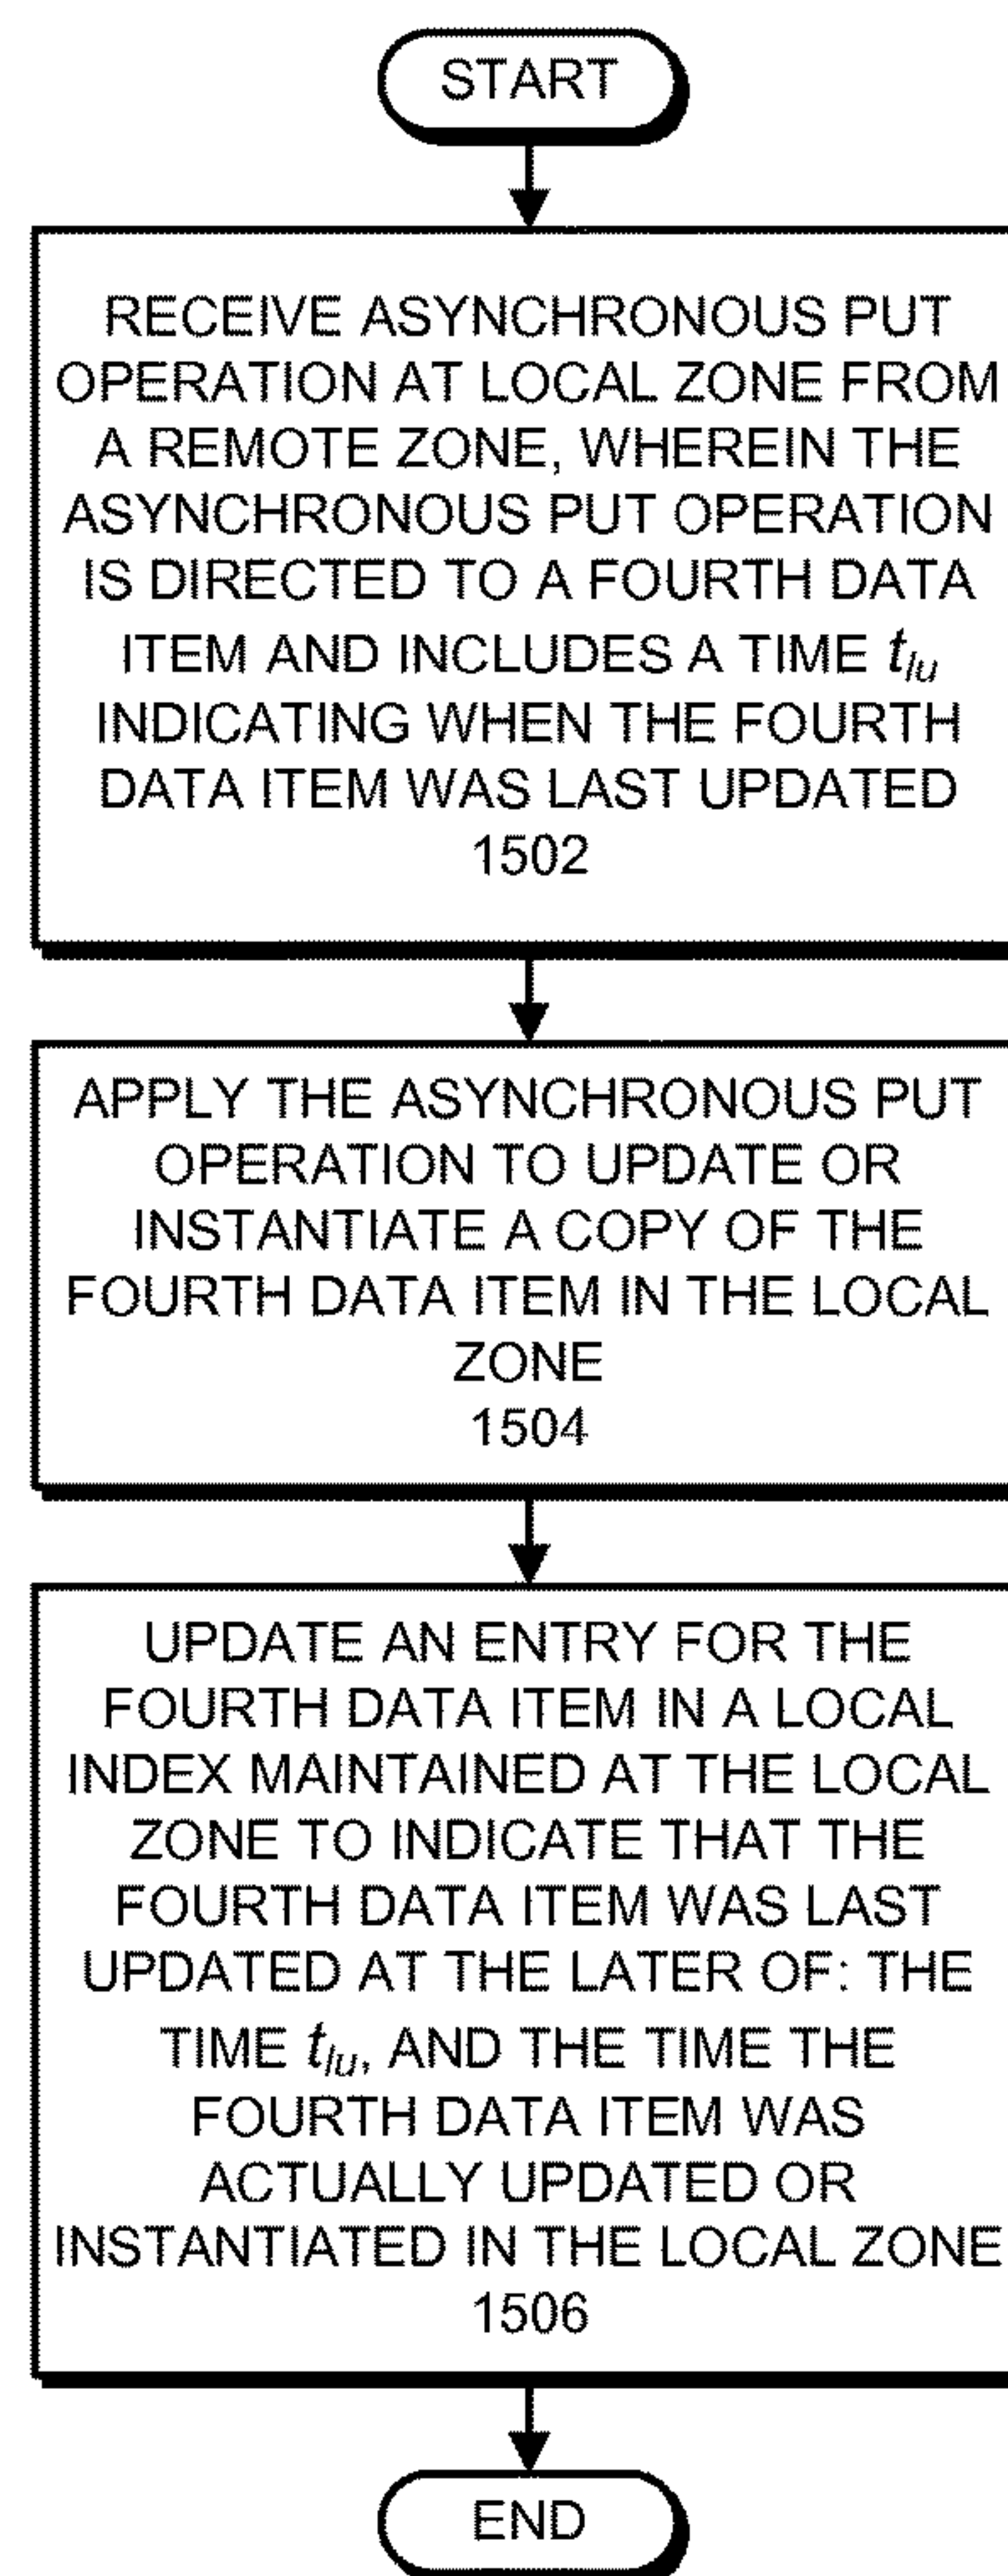 START
RECEIVE ASYNCHRONOUS PUT
OPERATION AT LOCAL ZONE FROM
A REMOTE ZONE, WHEREIN THE
ASYNCHRONOUS PUT OPERATION
IS DIRECTED TO A FOURTH DATA
ITEM AND INCLUDES A TIME t_lu
INDICATING WHEN THE FOURTH
DATA ITEM WAS LAST UPDATED
1502
APPLY THE ASYNCHRONOUS PUT
OPERATION TO UPDATE OR
INSTANTIATE A COPY OF THE
FOURTH DATA ITEM IN THE LOCAL
ZONE
1504
UPDATE AN ENTRY FOR THE
FOURTH DATA ITEM IN A LOCAL
INDEX MAINTAINED AT THE LOCAL
ZONE TO INDICATE THAT THE
FOURTH DATA ITEM WAS LAST
UPDATED AT THE LATER OF: THE
TIME t_lu, AND THE TIME THE
FOURTH DATA ITEM WAS
ACTUALLY UPDATED OR
INSTANTIATED IN THE LOCAL ZONE
1506
END